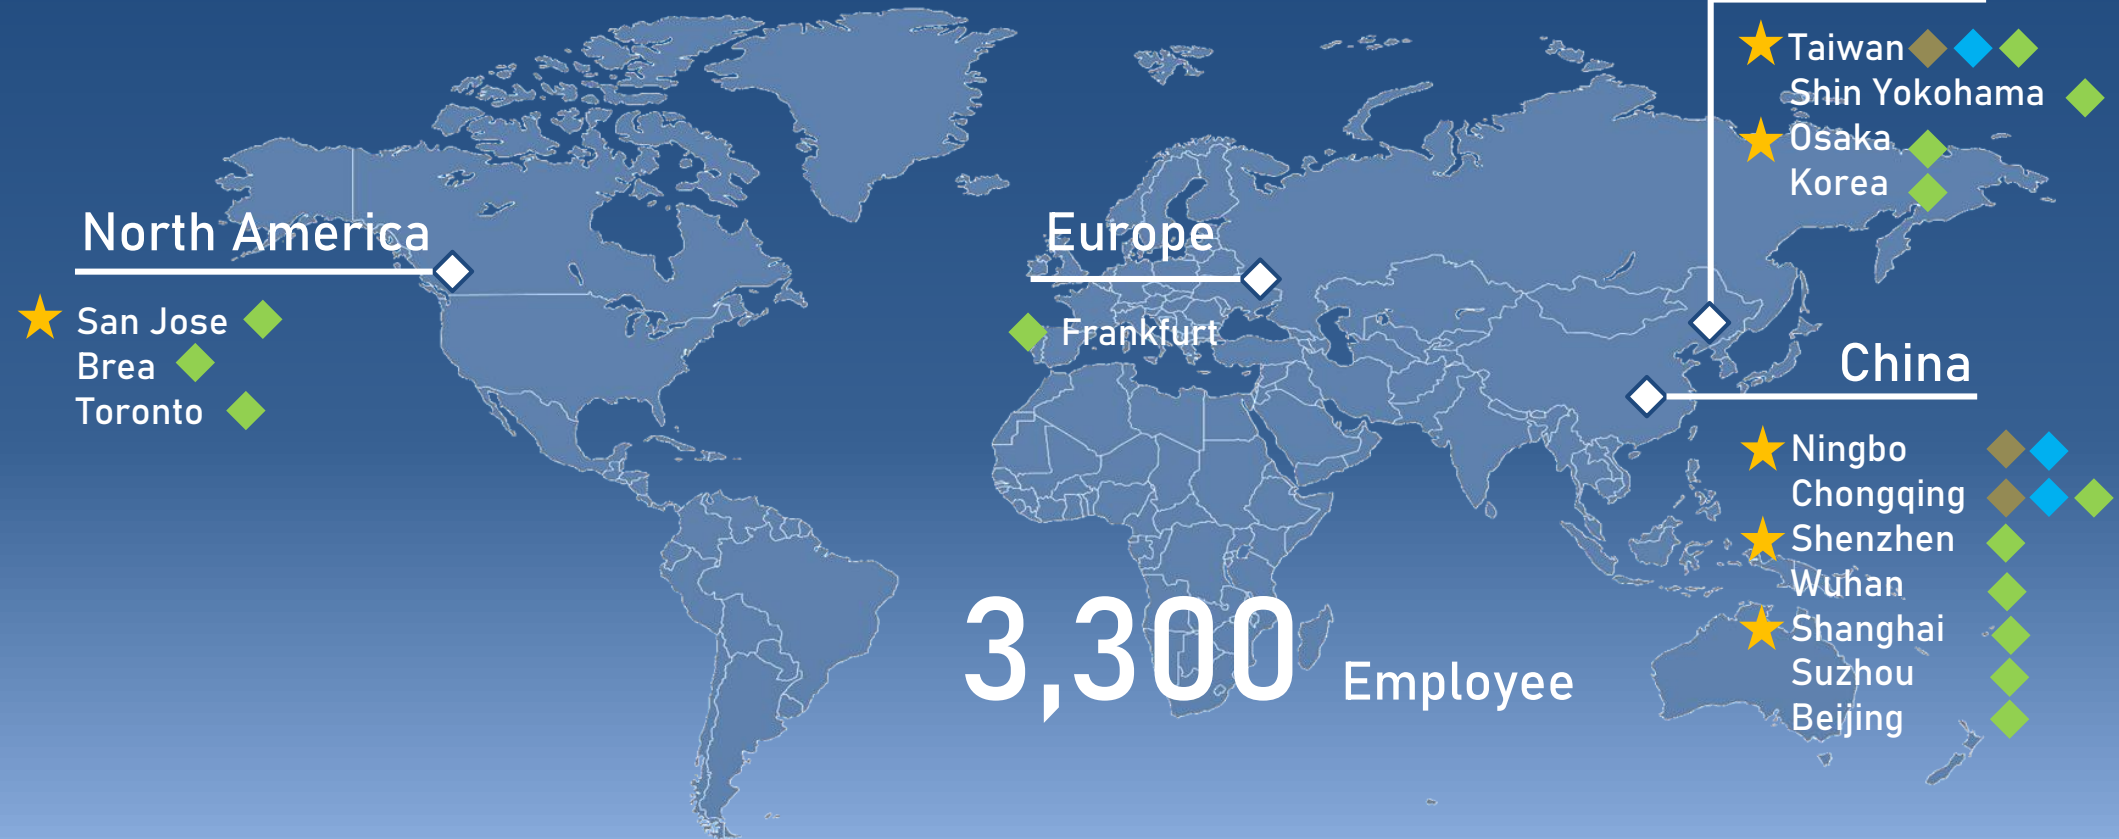 Taiwan
Shin Yokohama
Osaka
Korea
North America
San Jose
Brea
Toronto
Europe
Frankfurt
China
Ningbo
Chongqing
Shenzhen
Wuhan
Shanghai
Suzhou
Beijing
3,300 Employee